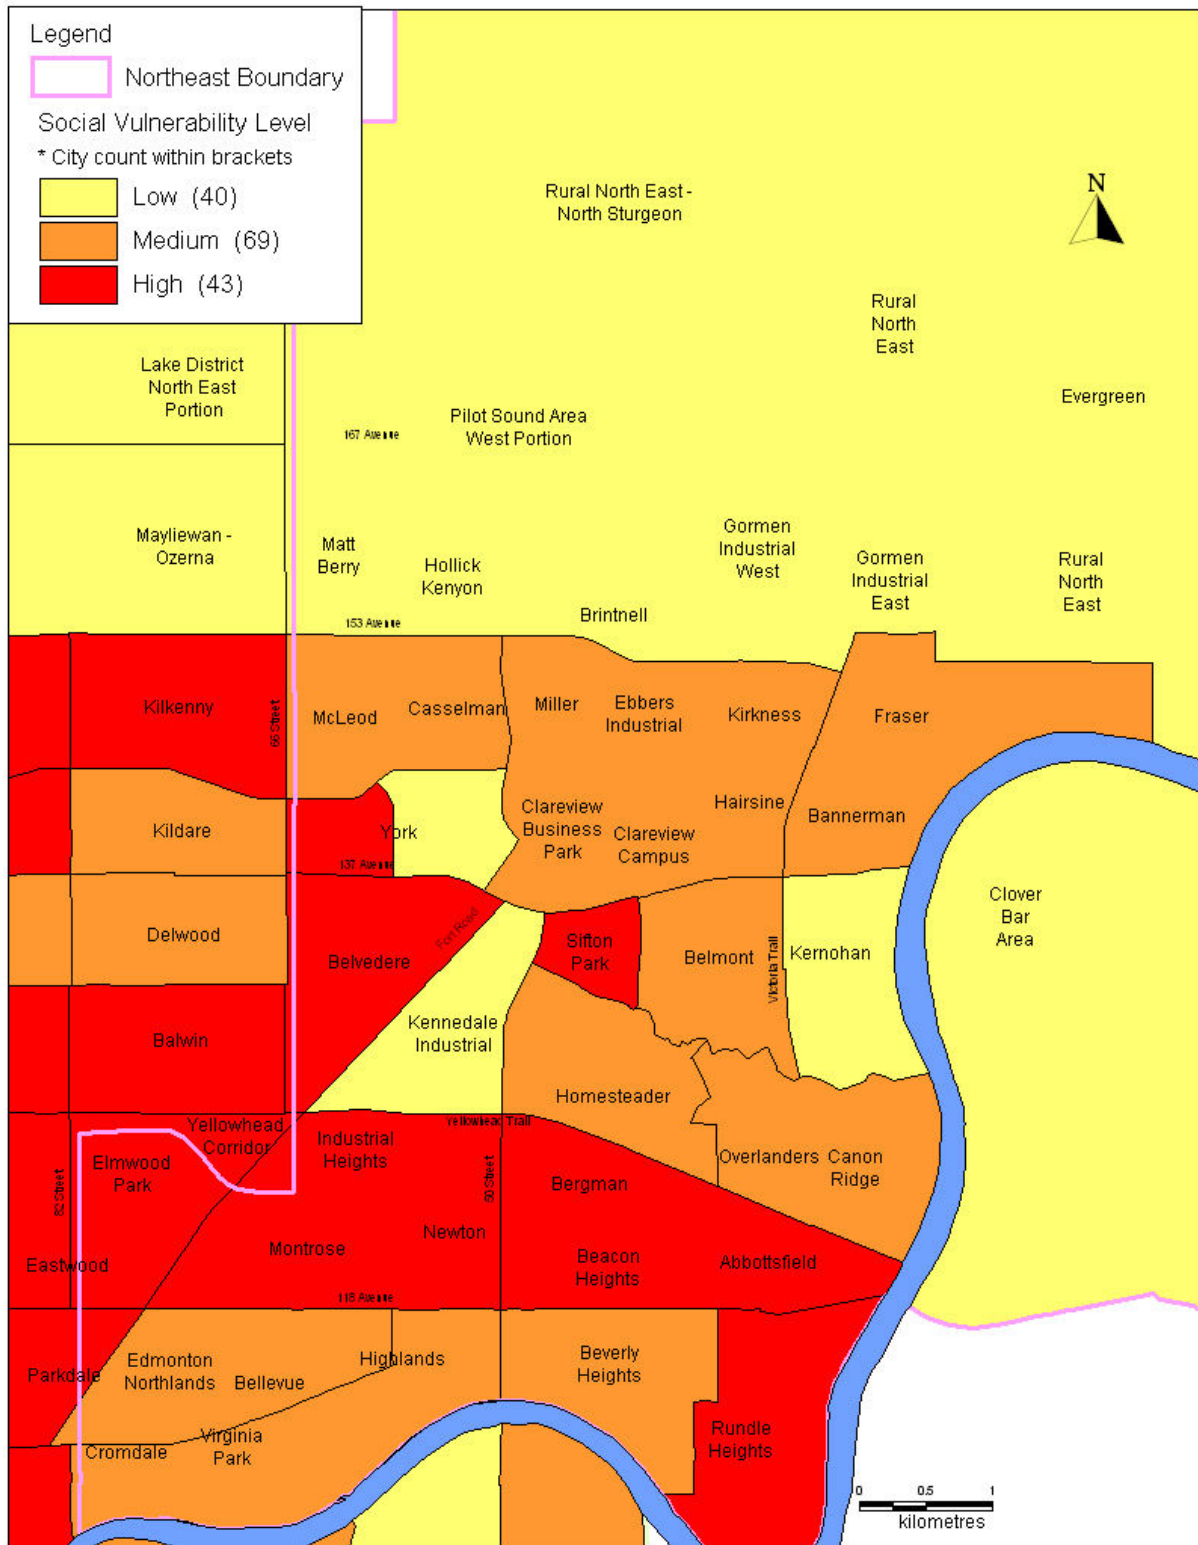 Legend
Northeast Boundary
Social Vulnerability Level
* City count within brackets
Low (40)
Medium (69)
High (43)
N
Rural North East -
North Sturgeon
Rural
North
East
Evergreen
Lake District
North East
Portion
Pilot Sound Area
West Portion
167 Avenue
Mayliewan -
Ozerna
Matt
Berry
Hollick
Kenyon
Gormen
Industrial
West
Gormen
Industrial
East
Rural
North
East
Brintnell
153 Avenue
Kilkenny
66 Street
McLeod
Casselman
Miller
Ebbers
Industrial
Kirkness
Fraser
Kildare
York
137 Avenue
Clareview
Business
Park
Clareview
Campus
Hairsine
Bannerman
Delwood
Belvedere
Fort Road
Sifton
Park
Belmont
Victoria Trail
Kernohan
Clover
Bar
Area
Balwin
Kennedale
Industrial
Homesteader
Yellowhead
Corridor
Industrial
Heights
Yellowhead Trail
Overlanders
Canon
Ridge
Elmwood
Park
82 Street
50 Street
Bergman
Newton
Montrose
Eastwood
Beacon
Heights
Abbottsfield
118 Avenue
Parkdale
Edmonton
Northlands
Bellevue
Highlands
Beverly
Heights
Cromdale
Virginia
Park
Rundle
Heights
0 0.5 1
kilometres